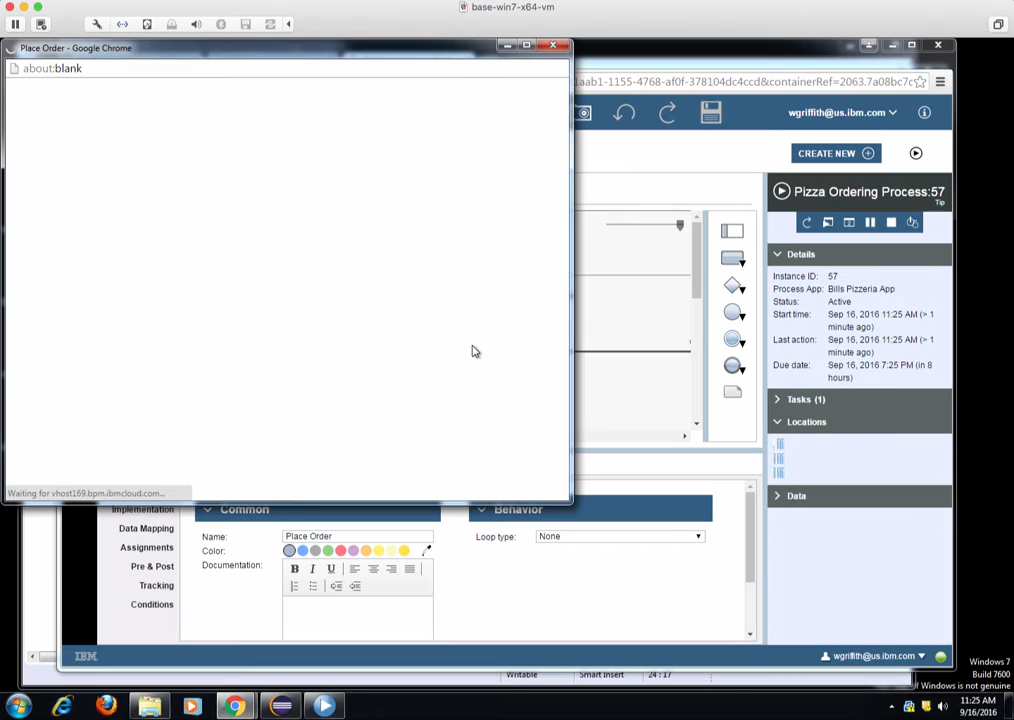 base-win7-x64-vm
Place Order - Google Chrome
about:blank
1aab1-1155-4768-af0f-378104dc4ccd&containerRef=2063.7a08bc7c
wgriffith@us.ibm.com
CREATE NEW
Pizza Ordering Process:57
Tip
Details
Instance ID: 57
Process App: Bills Pizzeria App
Status: Active
Start time: Sep 16, 2016 11:25 AM (> 1
minute ago)
Last action: Sep 16, 2016 11:25 AM (> 1
minute ago)
Due date: Sep 16, 2016 7:25 PM (in 8
hours)
Tasks (1)
Locations
Data
Waiting for vhost169.bpm.ibmcloud.com...
Implementation
Data Mapping
Assignments
Pre & Post
Tracking
Conditions
Common
Name: Place Order
Color:
Documentation:
B I U
Behavior
Loop type: None
IBM
wgriffith@us.ibm.com
Writable Smart Insert 24 : 17
Windows 7
Build 7600
f Windows is not genuine
11:25 AM
9/16/2016